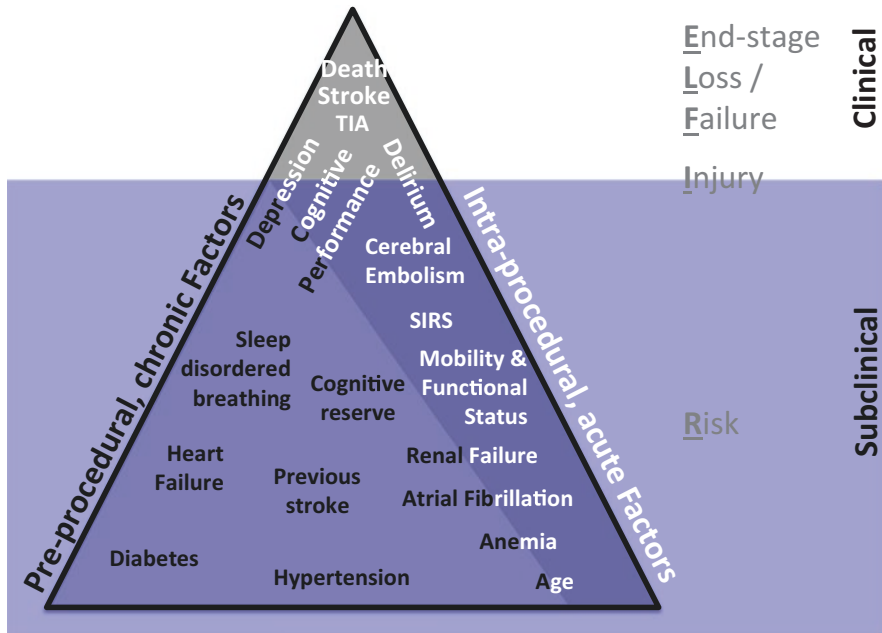 Death
Stroke
TIA
Depression
Cognitive
Performance
Delirium
Cerebral
Embolism
SIRS
Mobility &
Functional
Status
Sleep
disordered
breathing
Cognitive
reserve
Heart
Failure
Previous
stroke
Renal Failure
Atrial Fibrillation
Anemia
Diabetes
Hypertension
Age
Pre-procedural, chronic Factors
Intra-procedural, acute Factors
End-stage
Loss /
Failure
Injury
Risk
Clinical
Subclinical